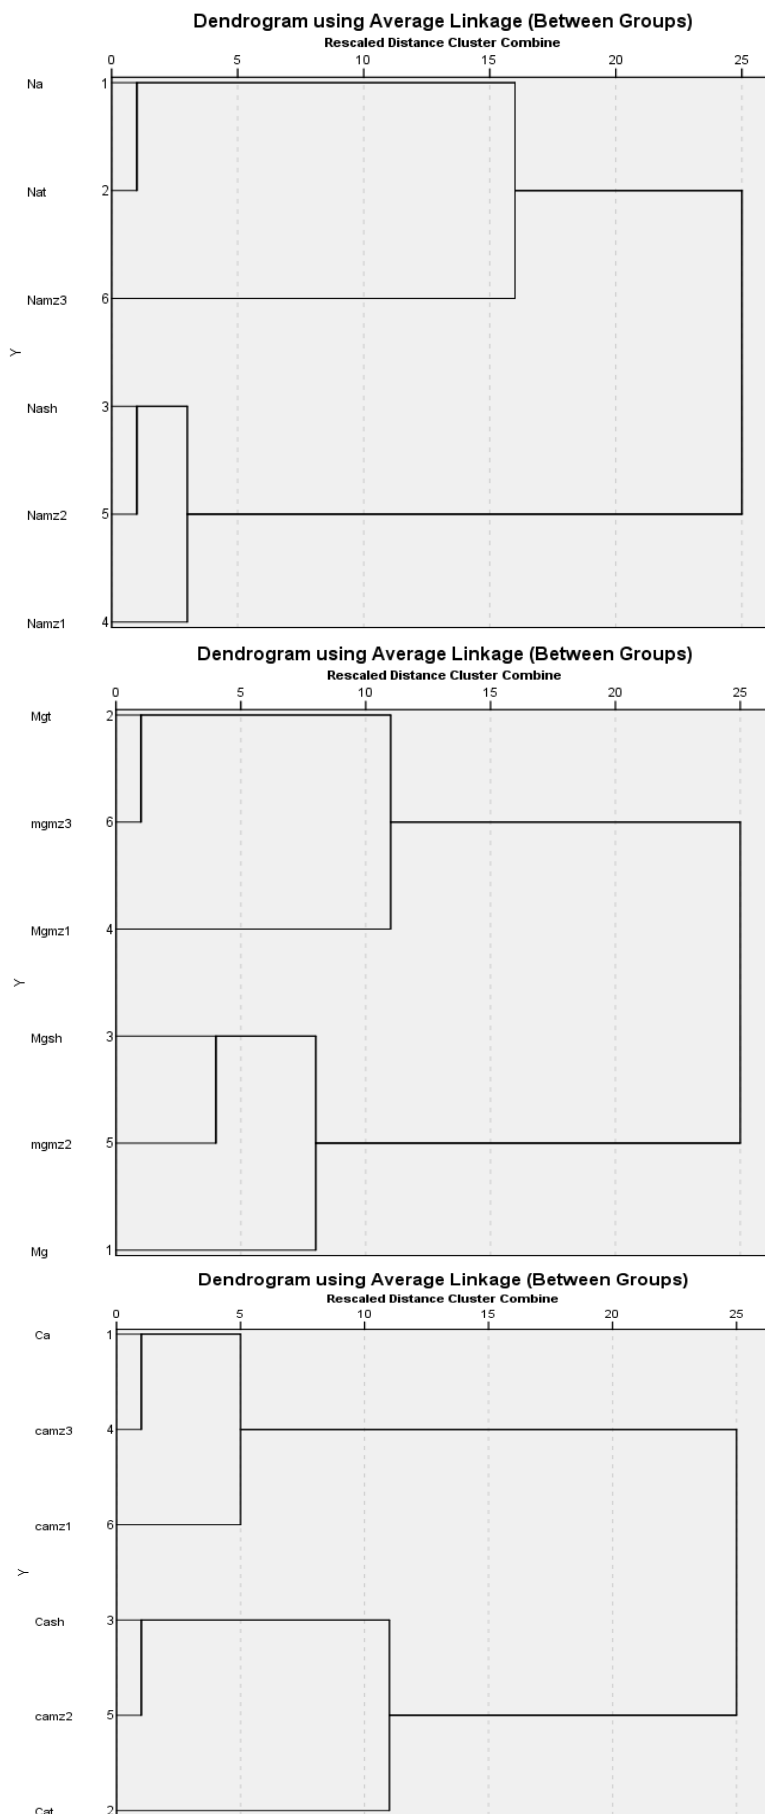 Dendrogram using Average Linkage (Between Groups)
Rescaled Distance Cluster Combine
0 5 10 15 20 25
Na 1
Nat 2
Namz3 6
Y
Nash 3
Namz2 5
Namz1 4
Dendrogram using Average Linkage (Between Groups)
Rescaled Distance Cluster Combine
0 5 10 15 20 25
Mgt 2
mgmz3 6
Mgmz1 4
Y
Mgsh 3
mgmz2 5
Mg 1
Dendrogram using Average Linkage (Between Groups)
Rescaled Distance Cluster Combine
0 5 10 15 20 25
Ca 1
camz3 4
camz1 6
Y
Cash 3
camz2 5
Cat 2